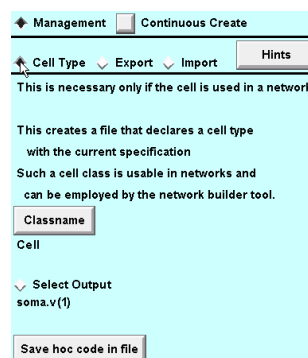 Management Continuous Create
Cell Type Export Import Hints
This is necessary only if the cell is used in a network
This creates a file that declares a cell type
with the current specification
Such a cell class is usable in networks and
can be employed by the network builder tool.
Classname
Cell
Select Output
soma.v(1)
Save hoc code in file